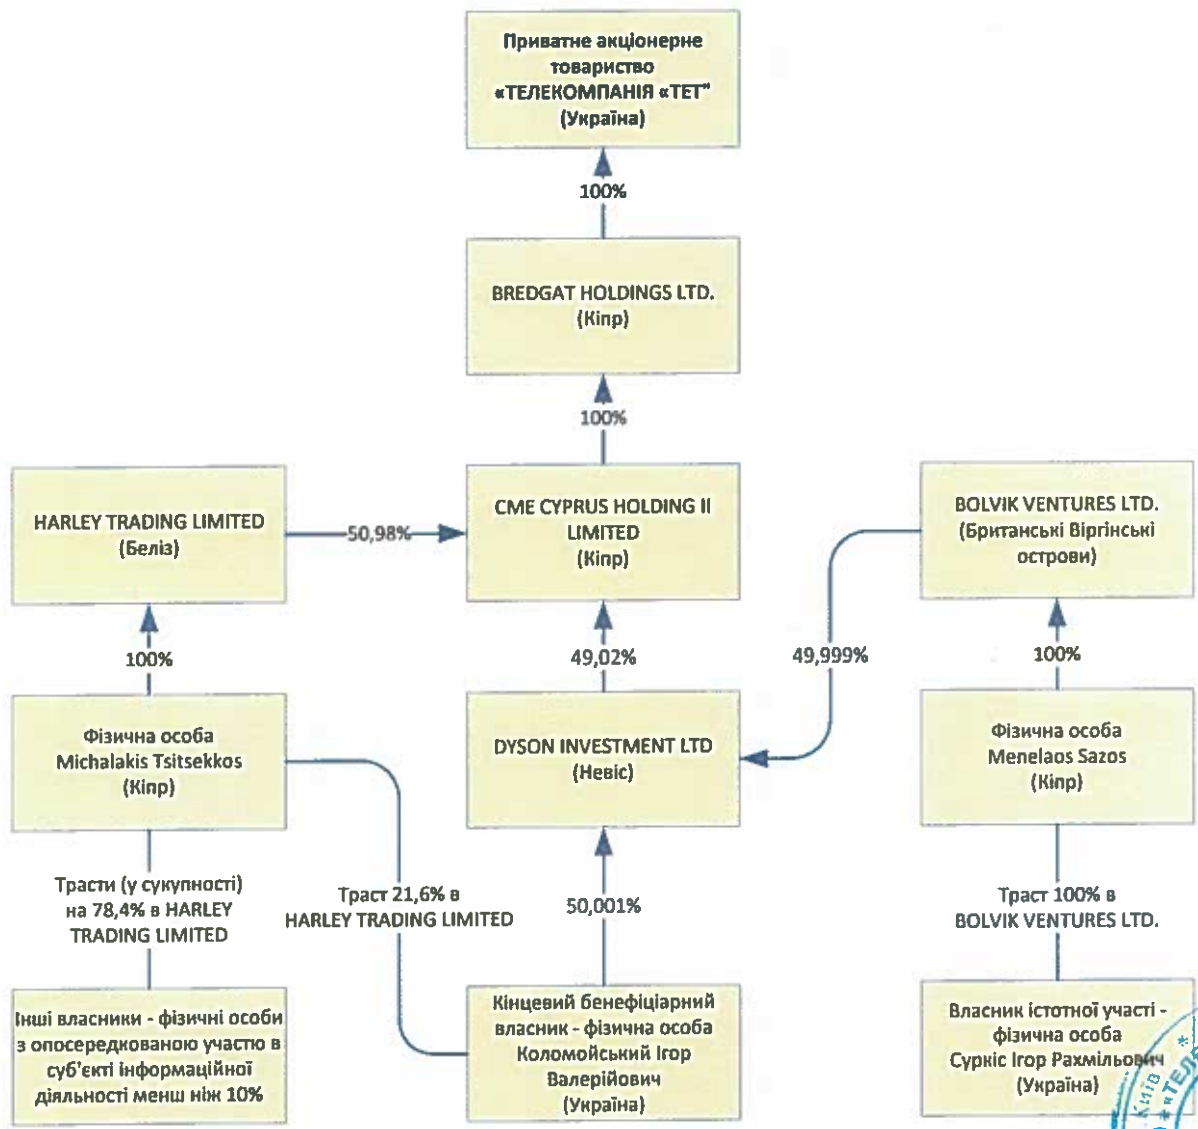 Приватне акціонерне
товариство
«ТЕЛЕКОМПАНІЯ «ТЕТ"
(Україна)
100%
BREDGAT HOLDINGS LTD.
(Кіпр)
100%
HARLEY TRADING LIMITED
(Беліз)
50,98%
CME CYPRUS HOLDING II
LIMITED
(Кіпр)
BOLVIK VENTURES LTD.
(Британські Віргінські
острови)
100%
49,02%
49,999%
100%
Фізична особа
Michalakis Tsitsekkos
(Кіпр)
DYSON INVESTMENT LTD
(Невіс)
Фізична особа
Menelaos Sazos
(Кіпр)
Трасти (у сукупності)
на 78,4% в HARLEY
TRADING LIMITED
Траст 21,6% в
HARLEY TRADING LIMITED
50,001%
Траст 100% в
BOLVIK VENTURES LTD.
Інші власники - фізичні особи
з опосередкованою участю в
суб'єкті інформаційної
діяльності менш ніж 10%
Кінцевий бенефіціарний
власник - фізична особа
Коломойський Ігор
Валерійович
(Україна)
Власник істотної участі -
фізична особа
Суркіс Ігор Рахмільович
(Україна)